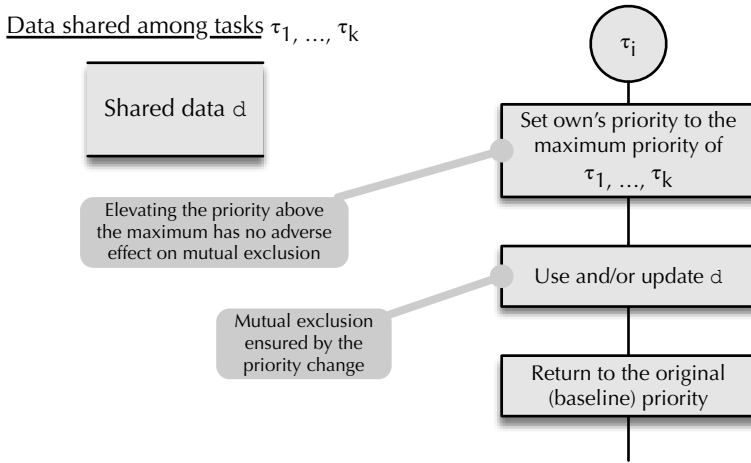 Data shared among tasks τ1, ..., τk
Shared data d
τi
Set own's priority to the
maximum priority of
τ1, ..., τk
Elevating the priority above
the maximum has no adverse
effect on mutual exclusion
Use and/or update d
Mutual exclusion
ensured by the
priority change
Return to the original
(baseline) priority